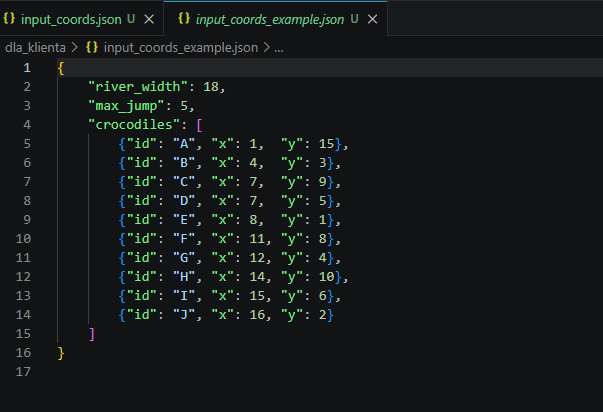 {} input_coords.json U × {} input_coords_example.json U ×
dla_klienta > {} input_coords_example.json > ...
1 {
2     "river_width": 18,
3     "max_jump": 5,
4     "crocodiles": [
5         {"id": "A", "x": 1,  "y": 15},
6         {"id": "B", "x": 4,  "y": 3},
7         {"id": "C", "x": 7,  "y": 9},
8         {"id": "D", "x": 7,  "y": 5},
9         {"id": "E", "x": 8,  "y": 1},
10         {"id": "F", "x": 11, "y": 8},
11         {"id": "G", "x": 12, "y": 4},
12         {"id": "H", "x": 14, "y": 10},
13         {"id": "I", "x": 15, "y": 6},
14         {"id": "J", "x": 16, "y": 2}
15     ]
16 }
17